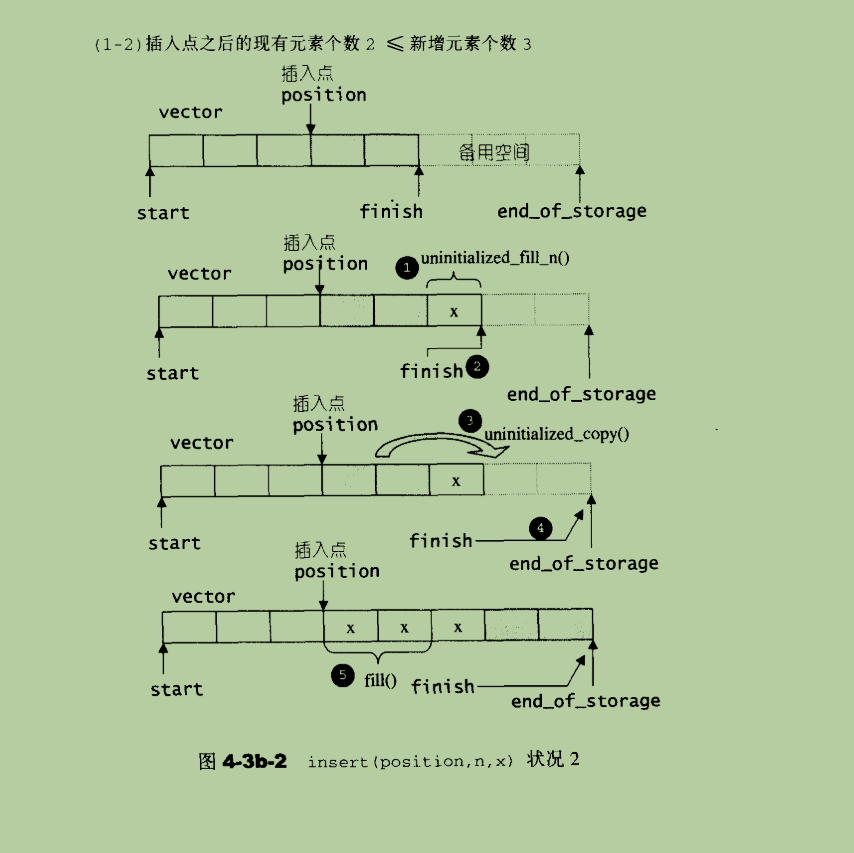 (1-2)插入点之后的现有元素个数 2 ≤ 新增元素个数 3
插入点
position
vector
备用空间
start
finish
end_of_storage
插入点
position
1 uninitialized_fill_n()
vector
x
start
finish 2
end_of_storage
插入点
position
3
uninitialized_copy()
vector
x
4
start
finish
end_of_storage
插入点
position
vector
x x x
5 fill()
start
finish
end_of_storage
图 4-3b-2 insert(position,n,x) 状况 2